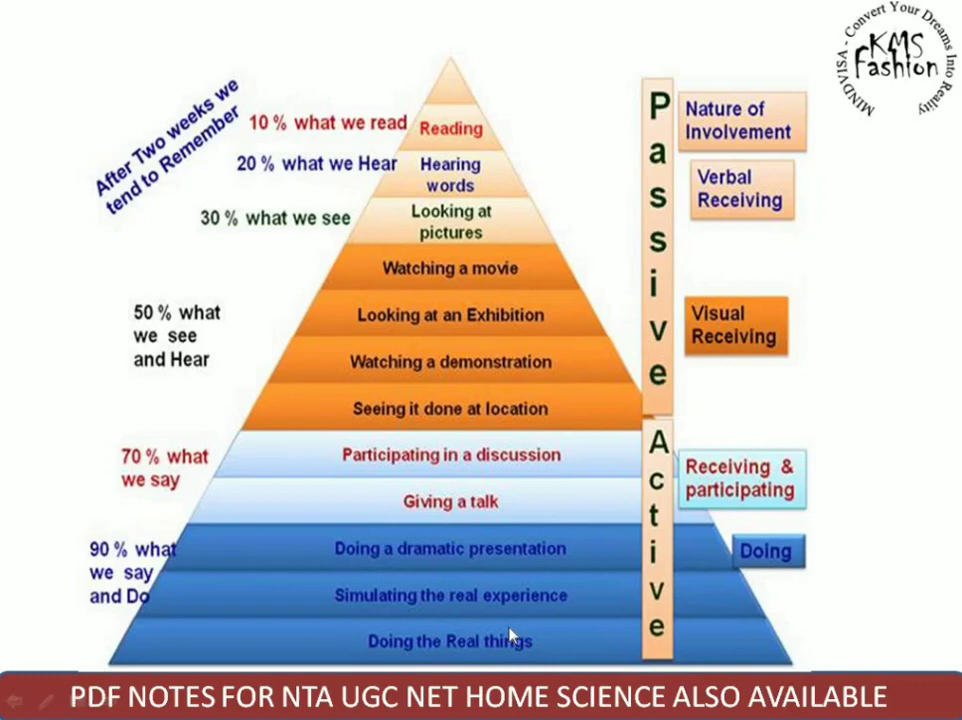 MINDVISA - Convert Your Dreams Into Reality
KMS
Fashion
After Two weeks we
tend to Remember
10 % what we read
Reading
20 % what we Hear
Hearing
words
30 % what we see
Looking at
pictures
Watching a movie
50 % what
we see
and Hear
Looking at an Exhibition
Watching a demonstration
Seeing it done at location
70 % what
we say
Participating in a discussion
Giving a talk
90 % what
we say
and Do
Doing a dramatic presentation
Simulating the real experience
Doing the Real things
Passive
Active
Nature of
Involvement
Verbal
Receiving
Visual
Receiving
Receiving &
participating
Doing
PDF NOTES FOR NTA UGC NET HOME SCIENCE ALSO AVAILABLE